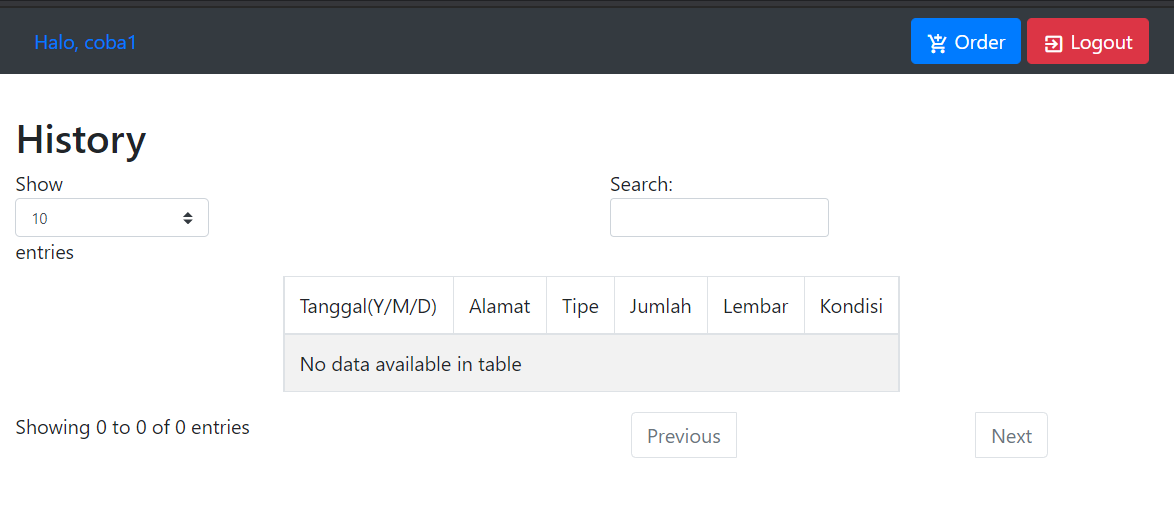 Halo, coba1 Order Logout
History
Show Search:
10
entries
Tanggal(Y/M/D) Alamat Tipe Jumlah Lembar Kondisi
No data available in table
Showing 0 to 0 of 0 entries Previous Next